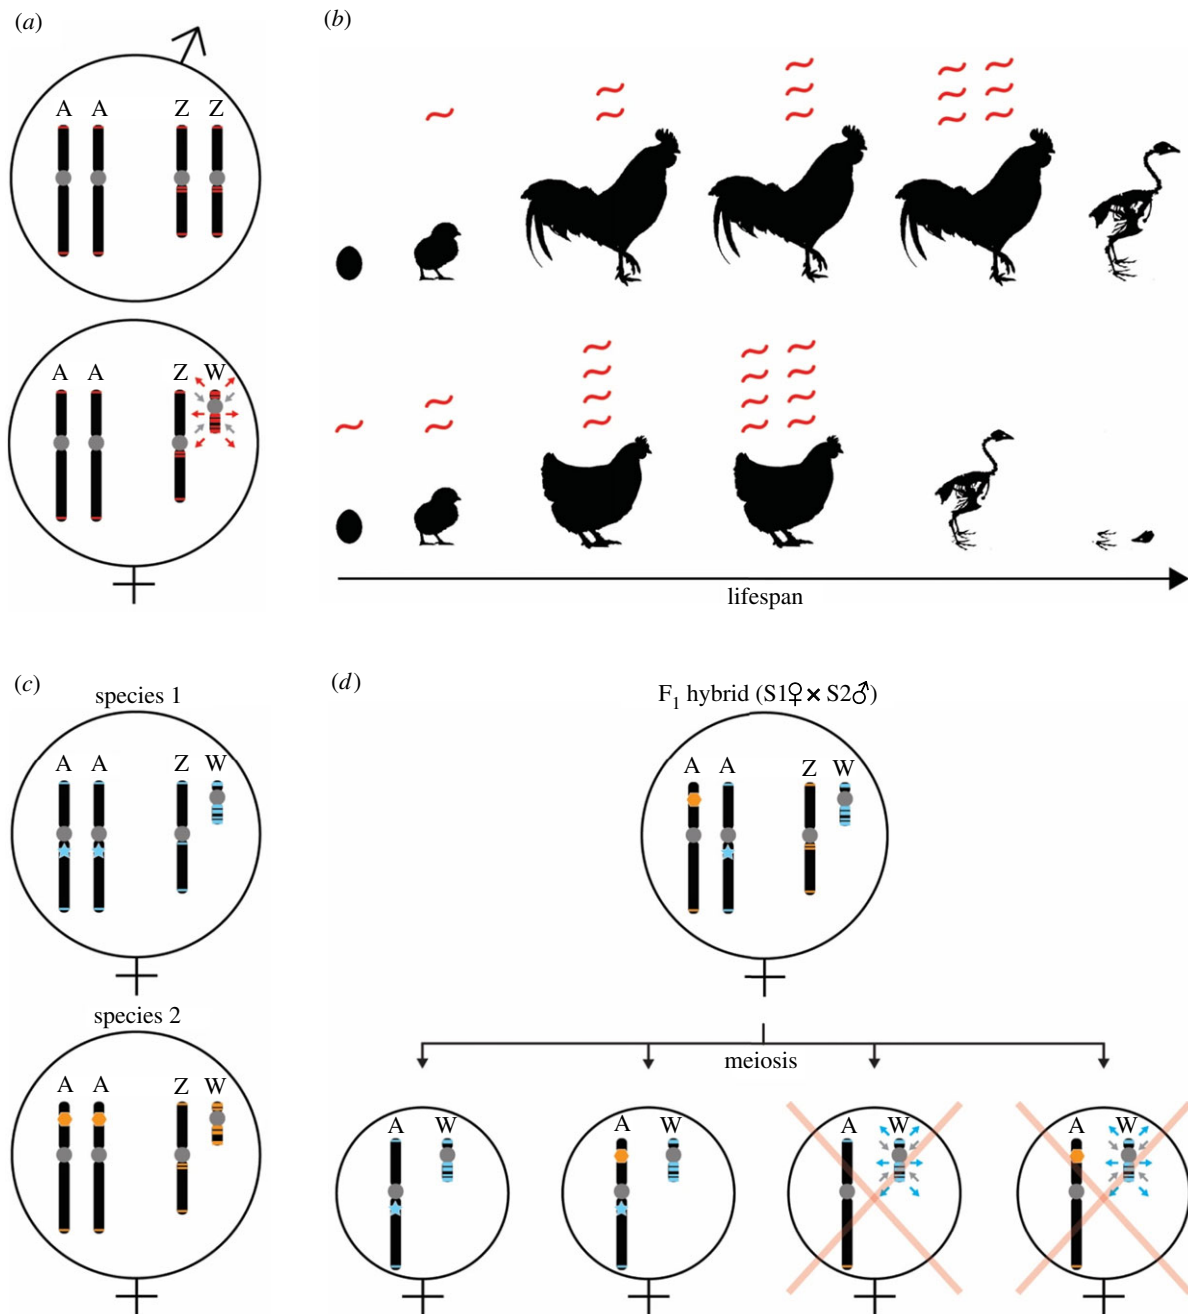 (a)
A A Z Z
A A Z W
(b)
lifespan
(c)
species 1
A A Z W
species 2
A A Z W
(d)
F₁ hybrid (S1♀ × S2♂)
A A Z W
meiosis
A W A W A W A W